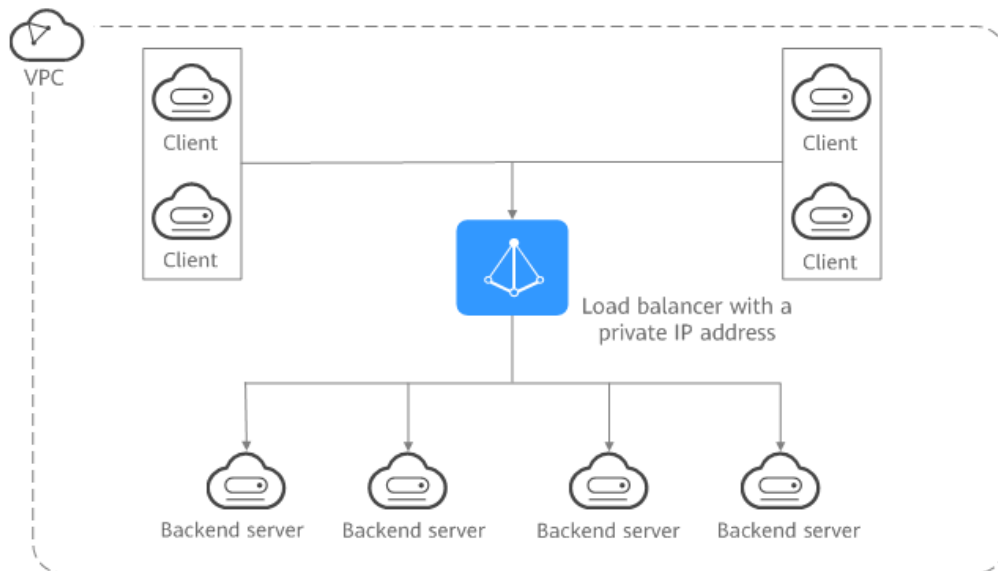 VPC
Client
Client
Client
Client
Load balancer with a
private IP address
Backend server
Backend server
Backend server
Backend server